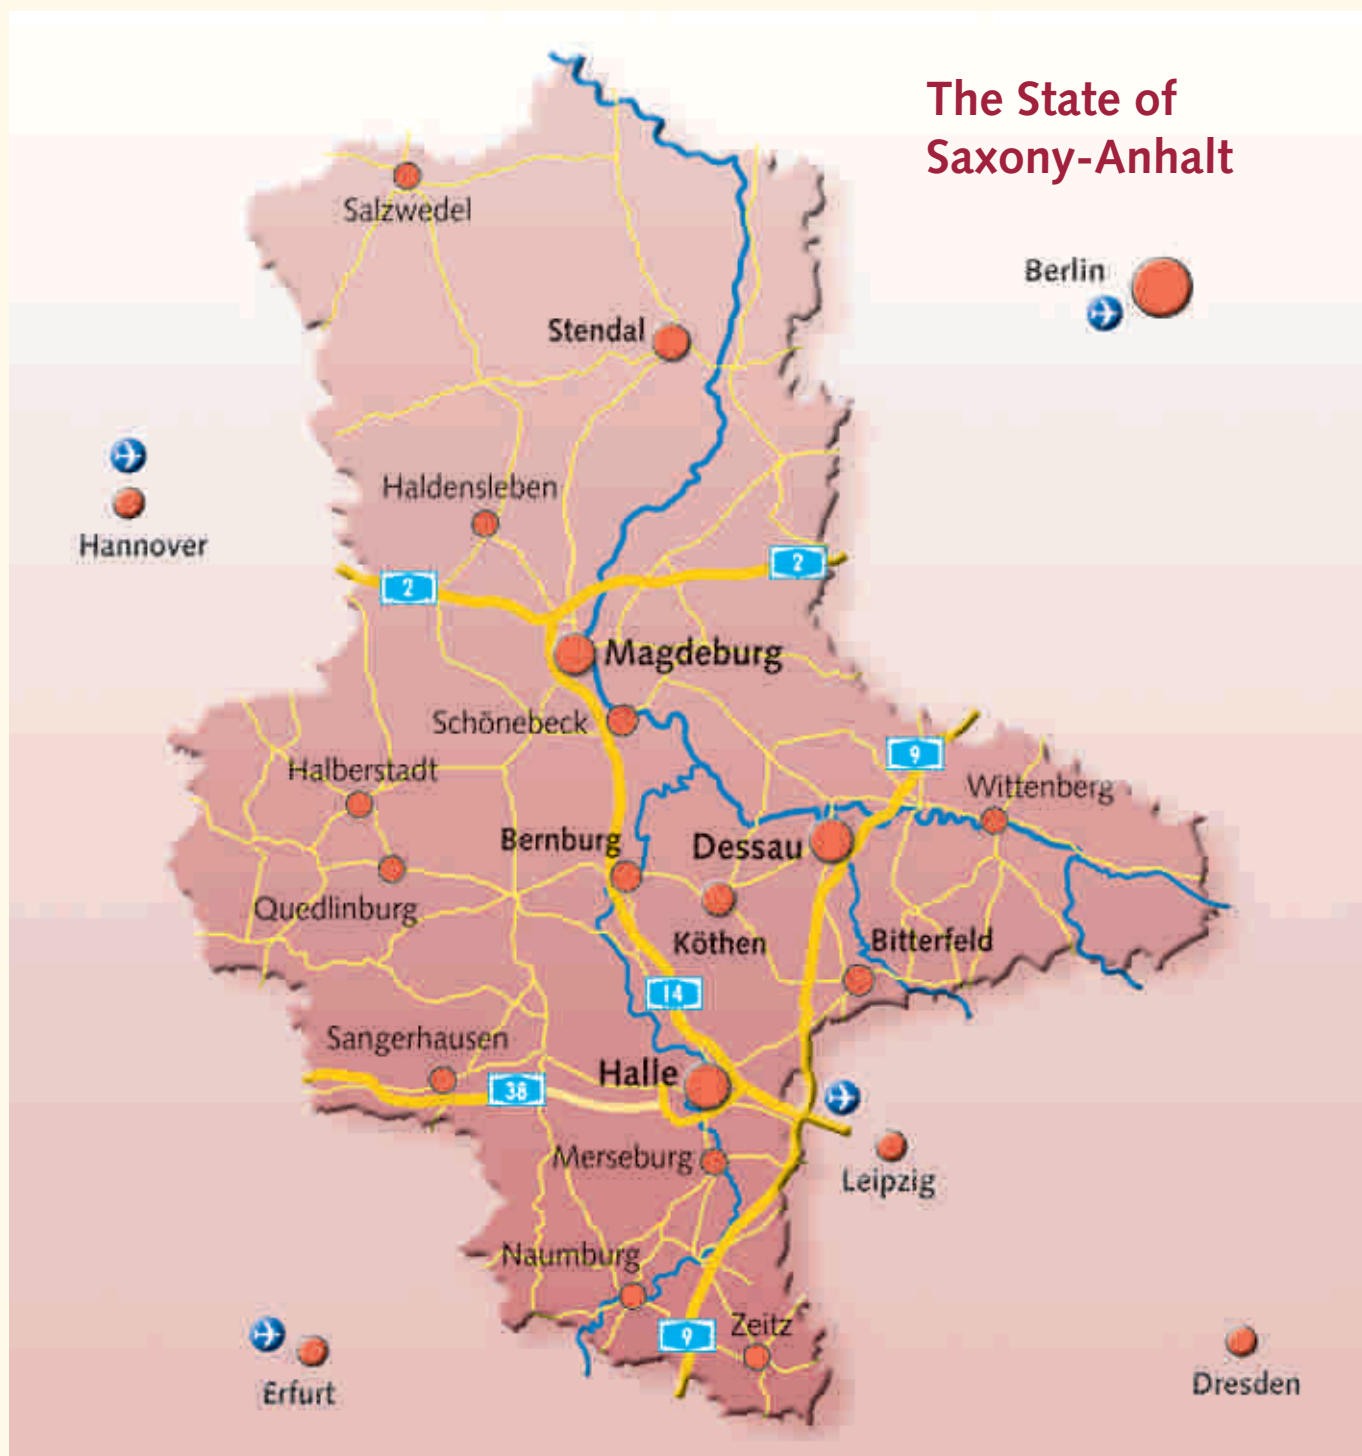 The State of
Saxony-Anhalt
Salzwedel
Berlin
Stendal
Haldensleben
Hannover
2
2
Magdeburg
Schönebeck
9
Halberstadt
Wittenberg
Bernburg
Dessau
Quedlinburg
Köthen
Bitterfeld
14
Sangerhausen
Halle
38
Merseburg
Leipzig
Naumburg
Zeitz
9
Erfurt
Dresden